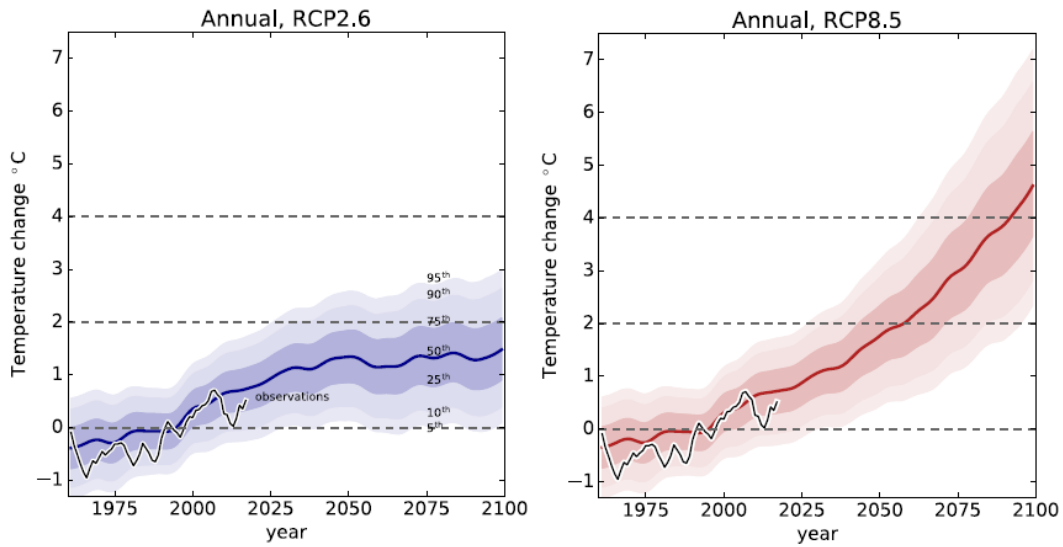 Annual, RCP2.6
Temperature change °C
7
6
5
4
3
2
1
0
−1
95th
90th
75th
50th
25th
10th
5th
observations
1975 2000 2025 2050 2075 2100
year
Annual, RCP8.5
Temperature change °C
7
6
5
4
3
2
1
0
−1
1975 2000 2025 2050 2075 2100
year